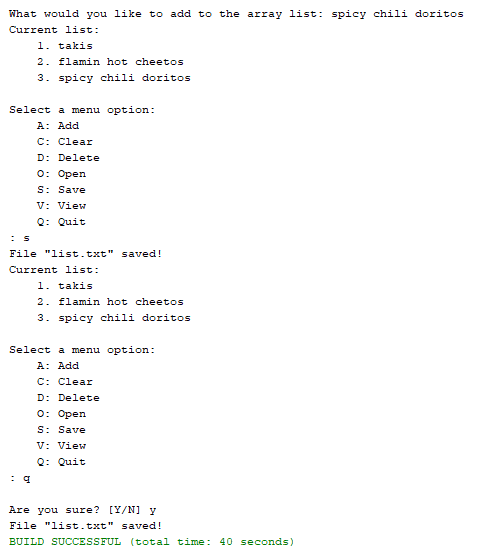 What would you like to add to the array list: spicy chili doritos
Current list:
    1. takis
    2. flamin hot cheetos
    3. spicy chili doritos

Select a menu option:
    A: Add
    C: Clear
    D: Delete
    O: Open
    S: Save
    V: View
    Q: Quit
: s
File "list.txt" saved!
Current list:
    1. takis
    2. flamin hot cheetos
    3. spicy chili doritos

Select a menu option:
    A: Add
    C: Clear
    D: Delete
    O: Open
    S: Save
    V: View
    Q: Quit
: q

Are you sure? [Y/N] y
File "list.txt" saved!
BUILD SUCCESSFUL (total time: 40 seconds)